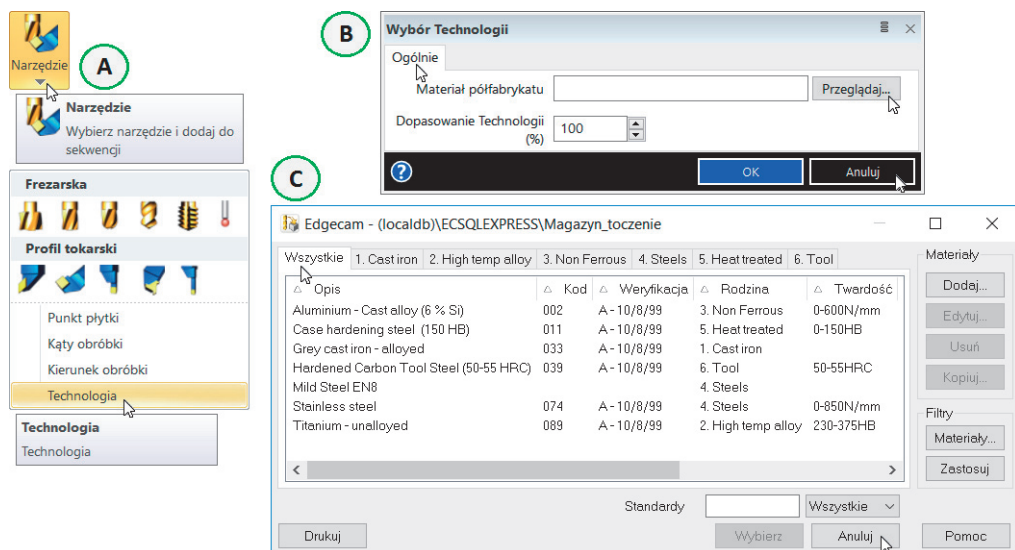 Narzędzie
A
Narzędzie
Wybierz narzędzie i dodaj do
sekwencji
Frezarska
Profil tokarski
Punkt płytki
Kąty obróbki
Kierunek obróbki
Technologia
Technologia
Technologia
B
Wybór Technologii
Ogólnie
Materiał półfabrykatu
Przeglądaj...
Dopasowanie Technologii
(%)
100
?
OK
Anuluj
C
Edgecam - (localdb)\ECSQLEXPRESS\Magazyn_toczenie
Wszystkie 1. Cast iron 2. High temp alloy 3. Non Ferrous 4. Steels 5. Heat treated 6. Tool
Opis Kod Weryfikacja Rodzina Twardość
Aluminium - Cast alloy (6 % Si) 002 A - 10/8/99 3. Non Ferrous 0-600N/mm
Case hardening steel (150 HB) 011 A - 10/8/99 5. Heat treated 0-150HB
Grey cast iron - alloyed 033 A - 10/8/99 1. Cast iron
Hardened Carbon Tool Steel (50-55 HRC) 039 A - 10/8/99 6. Tool 50-55HRC
Mild Steel EN8 4. Steels
Stainless steel 074 A - 10/8/99 4. Steels 0-850N/mm
Titanium - unalloyed 089 A - 10/8/99 2. High temp alloy 230-375HB
Materiały
Dodaj...
Edytuj...
Usuń
Kopiuj...
Filtry
Materiały...
Zastosuj
Standardy Wszystkie
Drukuj Wybierz Anuluj Pomoc